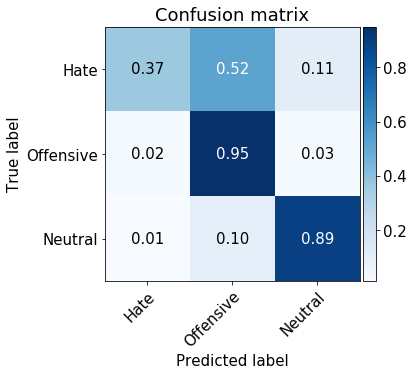 Confusion matrix
True label
Hate 0.37 0.52 0.11
Offensive 0.02 0.95 0.03
Neutral 0.01 0.10 0.89
Hate Offensive Neutral
Predicted label
0.8
0.6
0.4
0.2